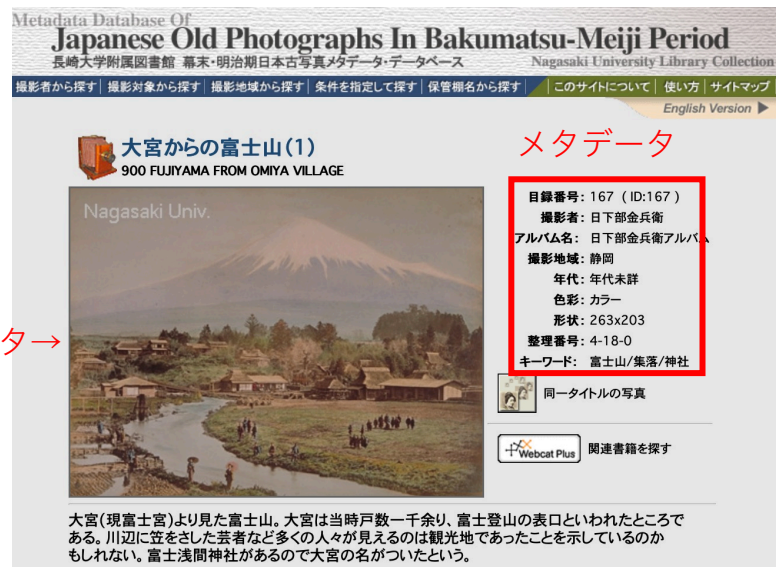 Metadata Database Of
Japanese Old Photographs In Bakumatsu-Meiji Period
長崎大学附属図書館 幕末・明治期日本古写真メタデータ・データベース Nagasaki University Library Collection
撮影者から探す 撮影対象から探す 撮影地域から探す 条件を指定して探す 保管棚名から探す このサイトについて 使い方 サイトマップ
English Version
大宮からの富士山(1)
900 FUJIYAMA FROM OMIYA VILLAGE
メタデータ
Nagasaki Univ.
タ→
目録番号: 167 (ID:167)
撮影者: 日下部金兵衛
アルバム名: 日下部金兵衛アルバム
撮影地域: 静岡
年代: 年代未詳
色彩: カラー
形状: 263x203
整理番号: 4-18-0
キーワード: 富士山/集落/神社
同一タイトルの写真
Webcat Plus 関連書籍を探す
大宮(現富士宮)より見た富士山。大宮は当時戸数一千余り、富士登山の表口といわれたところで
ある。川辺に笠をさした芸者など多くの人々が見えるのは観光地であったことを示しているのか
もしれない。富士浅間神社があるので大宮の名がついたという。